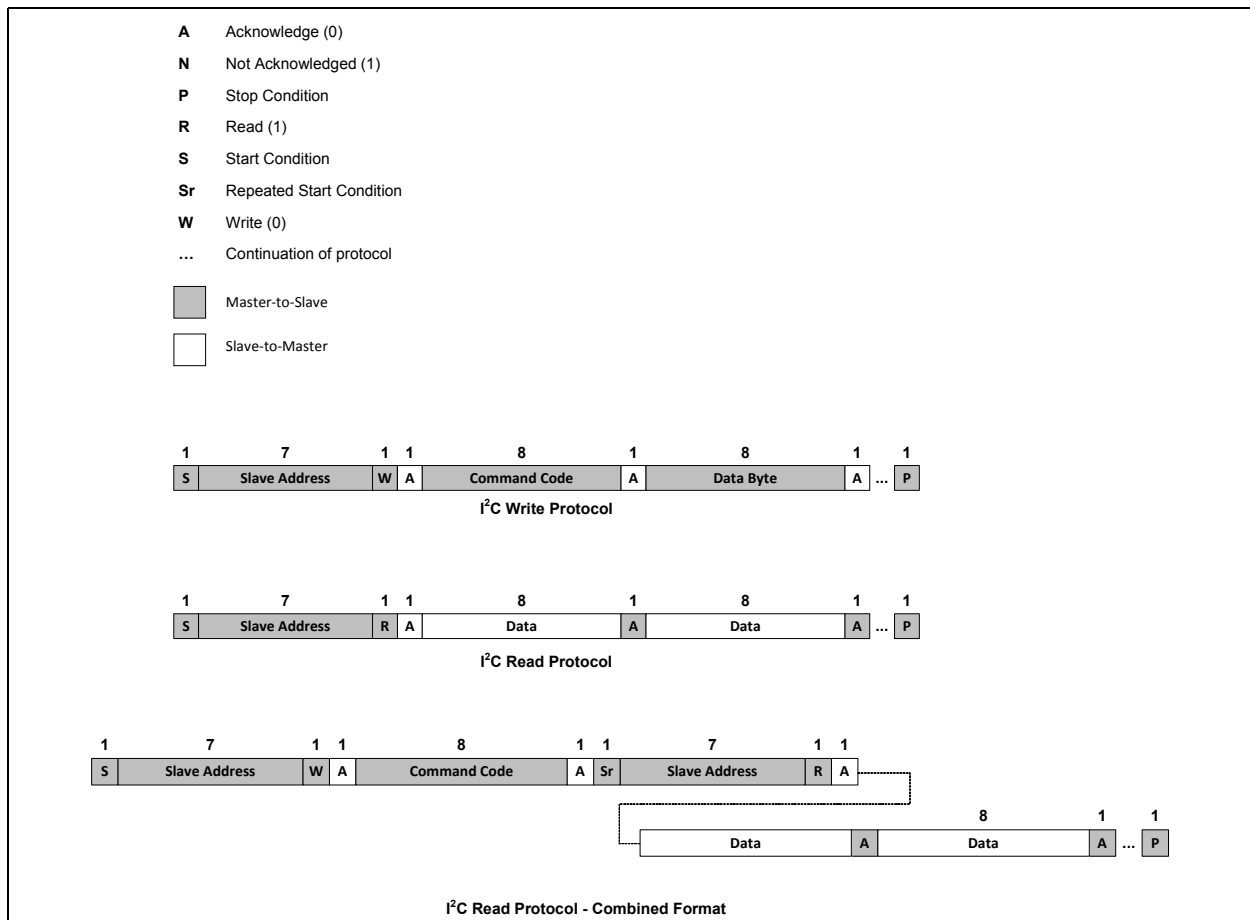 A Acknowledge (0)
N Not Acknowledged (1)
P Stop Condition
R Read (1)
S Start Condition
Sr Repeated Start Condition
W Write (0)
... Continuation of protocol
Master-to-Slave
Slave-to-Master
1 7 1 1 8 1 8 1 1
S Slave Address W A Command Code A Data Byte A ... P
I²C Write Protocol
1 7 1 1 8 1 8 1 1
S Slave Address R A Data A Data A ... P
I²C Read Protocol
1 7 1 1 8 1 1 7 1 1
S Slave Address W A Command Code A Sr Slave Address R A
8 1 1
Data A Data A ... P
I²C Read Protocol - Combined Format